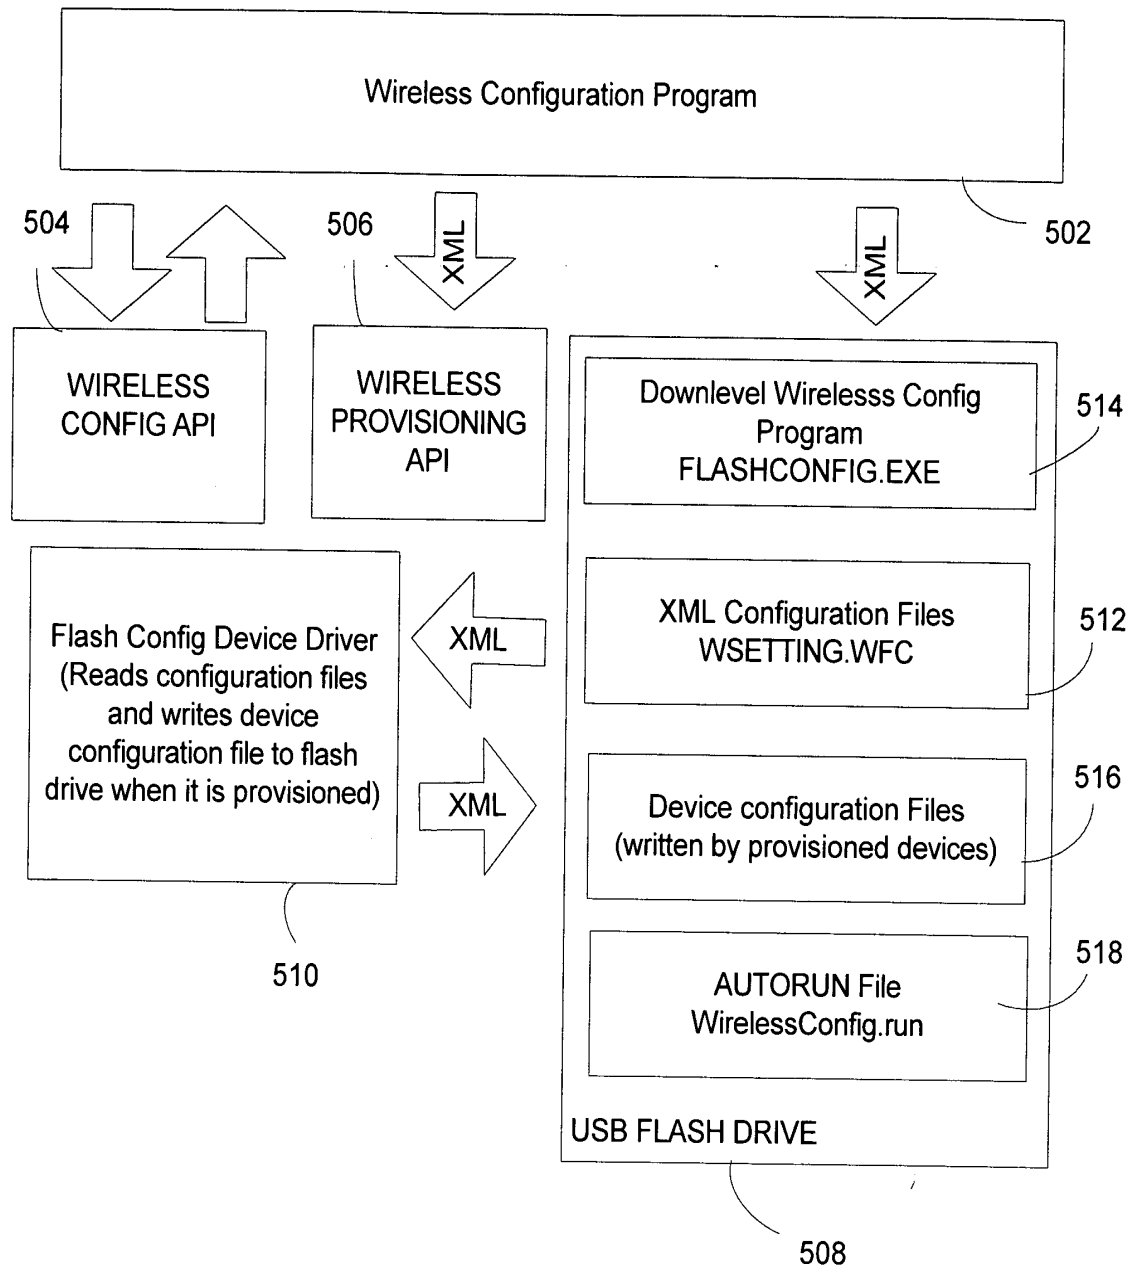 Wireless Configuration Program
502
504
506
XML
XML
WIRELESS
CONFIG API
WIRELESS
PROVISIONING
API
Downlevel Wirelesss Config
Program
FLASHCONFIG.EXE
514
Flash Config Device Driver
(Reads configuration files
and writes device
configuration file to flash
drive when it is provisioned)
510
XML
XML
XML Configuration Files
WSETTING.WFC
512
Device configuration Files
(written by provisioned devices)
516
AUTORUN File
WirelessConfig.run
518
USB FLASH DRIVE
508